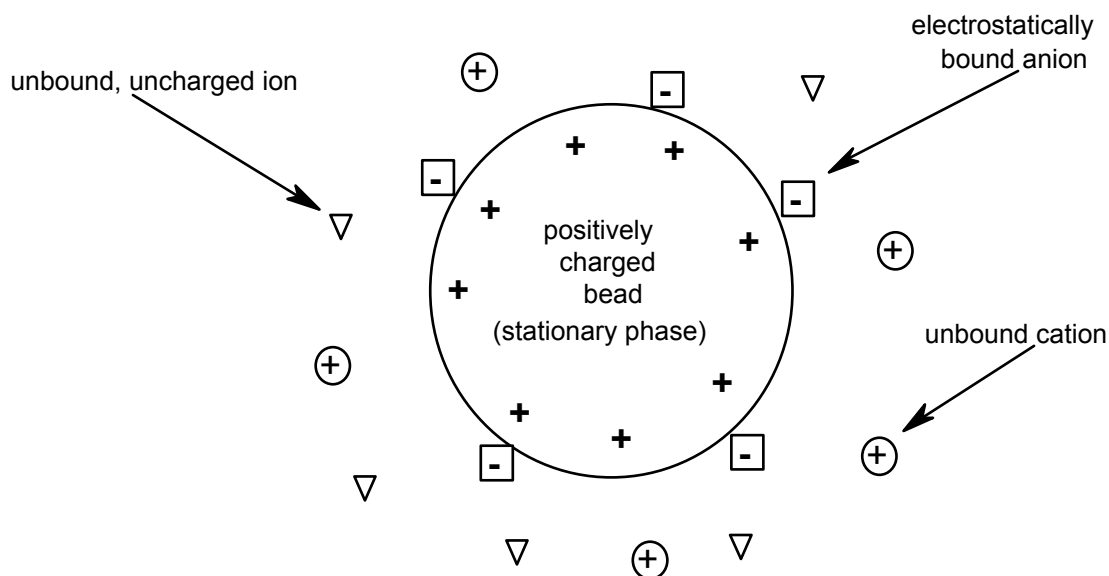 electrostatically
bound anion
unbound, uncharged ion
positively
charged
bead
(stationary phase)
unbound cation
+
-
-
-
+
+
+
+
+
+
+
+
+
-
-
+
+
+
+